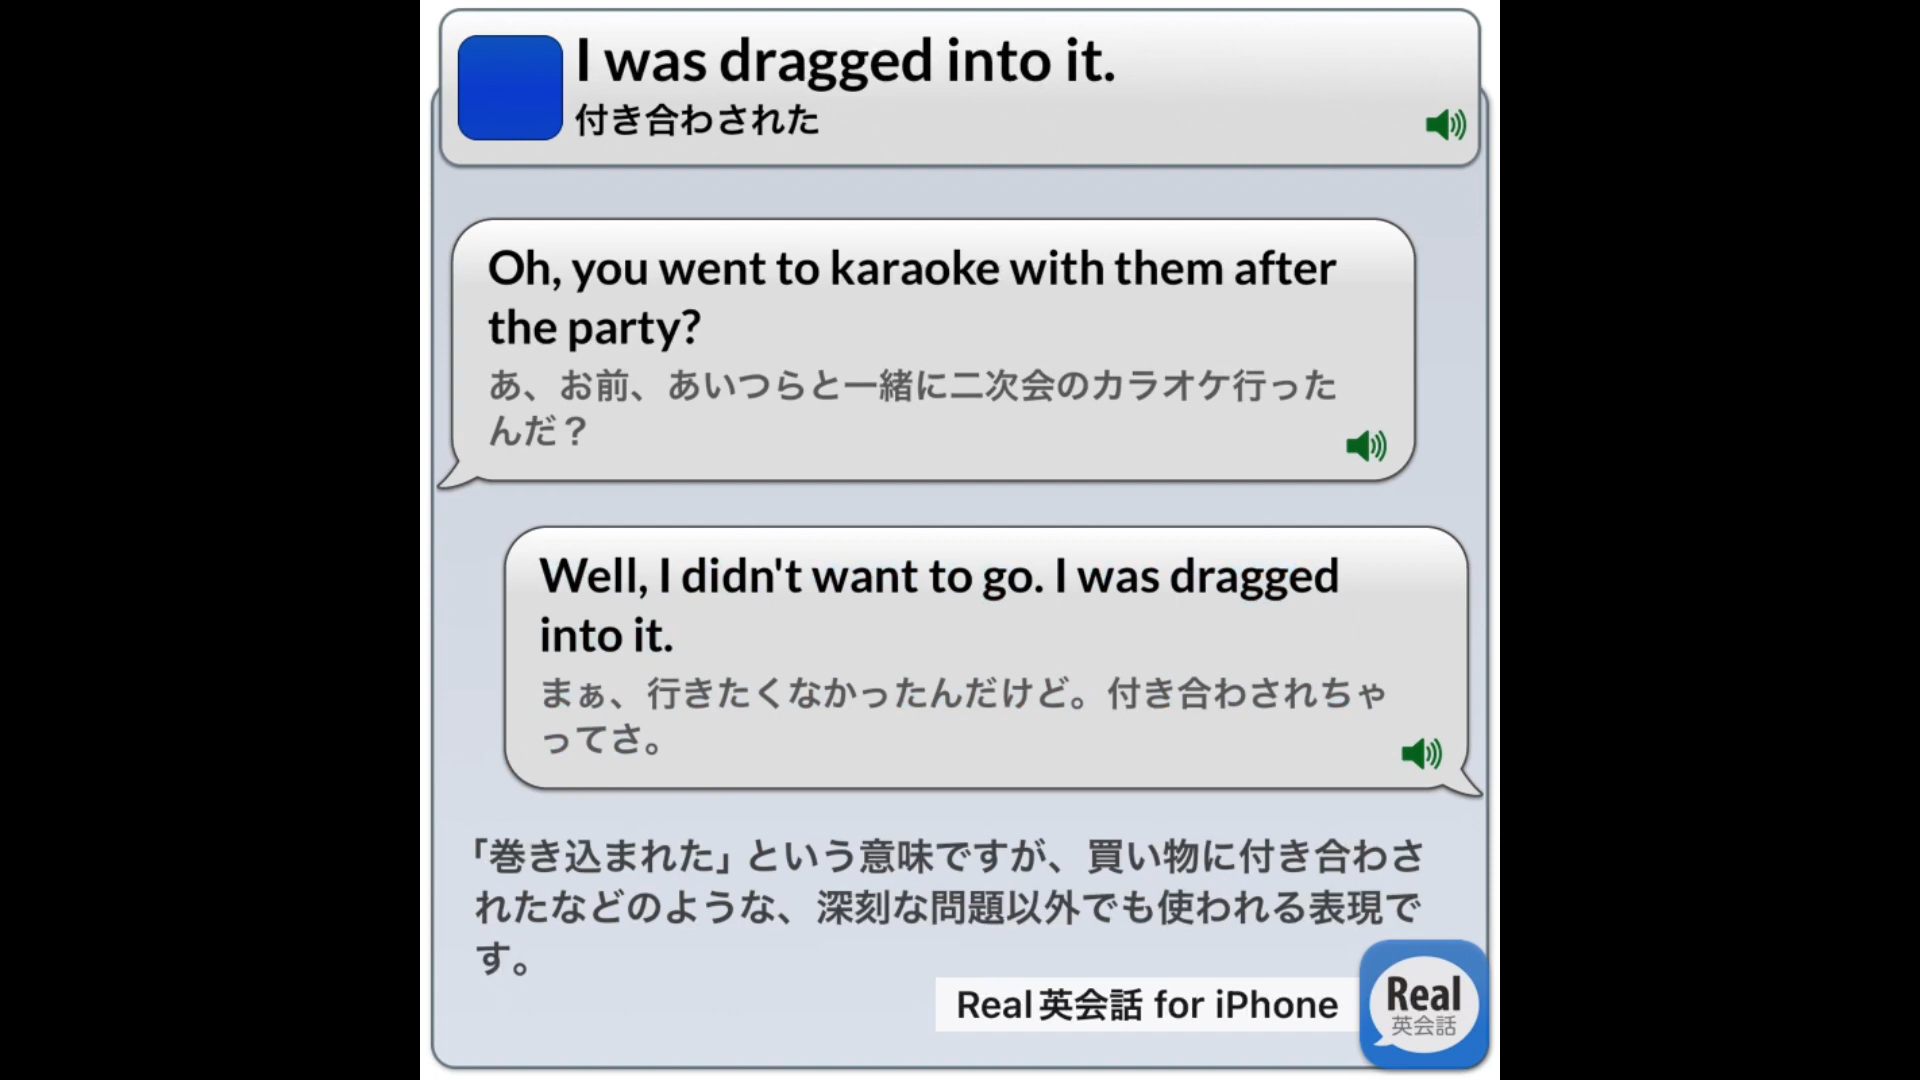 I was dragged into it.
付き合わされた
Oh, you went to karaoke with them after
the party?
あ、お前、あいつらと一緒に二次会のカラオケ行った
んだ？
Well, I didn't want to go. I was dragged
into it.
まぁ、行きたくなかったんだけど。付き合わされちゃ
ってさ。
「巻き込まれた」という意味ですが、買い物に付き合わさ
れたなどのような、深刻な問題以外でも使われる表現で
す。
Real英会話 for iPhone
Real
英会話